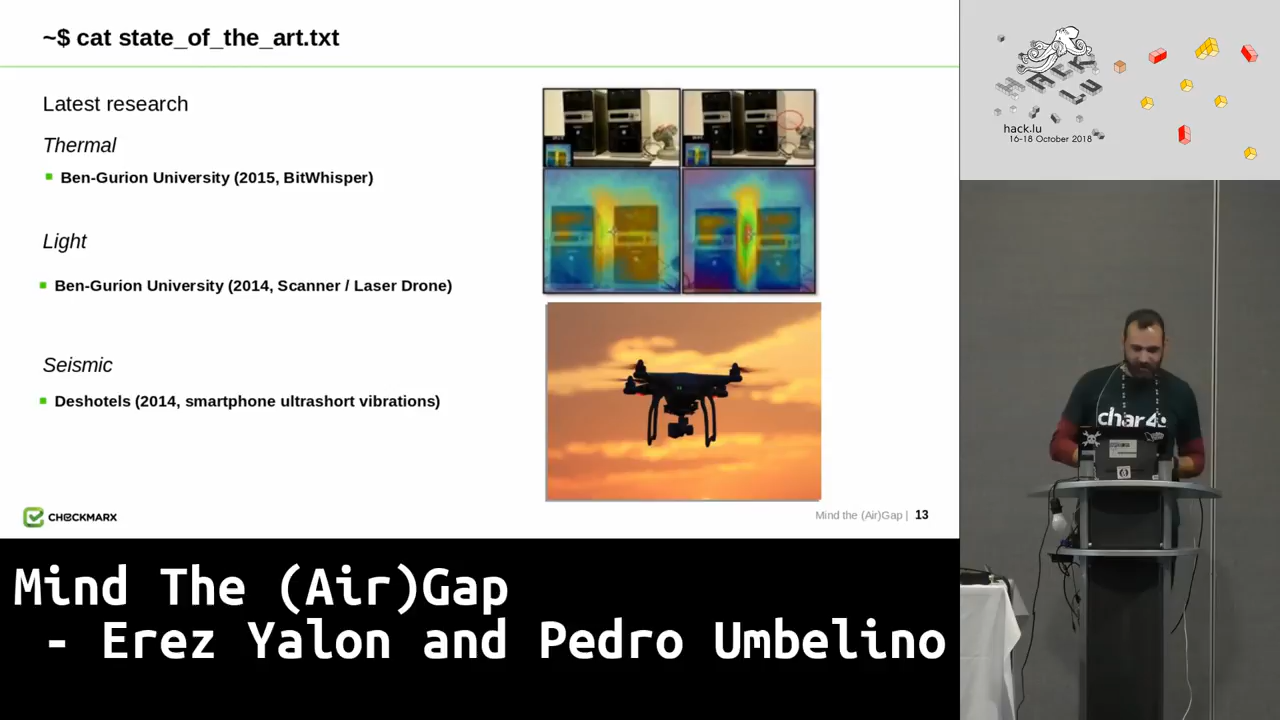 ~$ cat state_of_the_art.txt
Latest research
Thermal
Ben-Gurion University (2015, BitWhisper)
Light
Ben-Gurion University (2014, Scanner / Laser Drone)
Seismic
Deshotels (2014, smartphone ultrashort vibrations)
CHECKMARX
Mind the (Air)Gap | 13
HACK
LU
hack.lu
16-18 October 2018
char49
Mind The (Air)Gap
- Erez Yalon and Pedro Umbelino